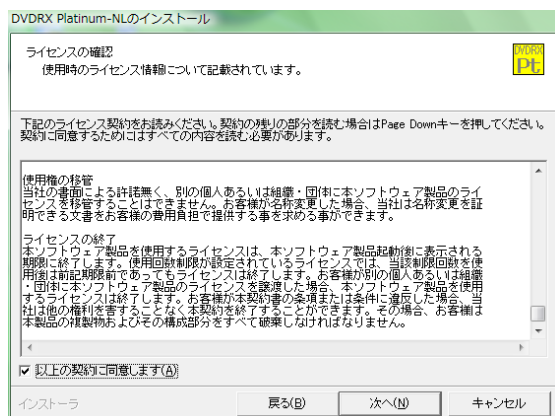 DVDRX Platinum-NLのインストール
ライセンスの確認
使用時のライセンス情報について記載されています。
DVDRX
Pt
下記のライセンス契約をお読みください。契約の残りの部分を読む場合はPage Downキーを押してください。
契約に同意するためにはすべての内容を読む必要があります。
使用権の移管
当社の書面による許諾無く、別の個人あるいは組織・団体に本ソフトウェア製品のライ
センスを移管することはできません。お客様が名称変更した場合、当社は名称変更を証
明できる文書をお客様の費用負担で提供する事を求める事ができます。
ライセンスの終了
本ソフトウェア製品を使用するライセンスは、本ソフトウェア製品起動後に表示される
期限に終了します。使用回数制限が設定されているライセンスでは、当該制限回数を使
用後は前記期限前であってもライセンスは終了します。お客様が別の個人あるいは組織
・団体に本ソフトウェア製品のライセンスを譲渡した場合、本ソフトウェア製品を使用
するライセンスは終了します。お客様が本契約書の条項または条件に違反した場合、当
社は他の権利を害することなく本契約を終了することができます。その場合、お客様は
本製品の複製物およびその構成部分をすべて破棄しなければなりません。
以上の契約に同意します(A)
インストーラ
戻る(B)
次へ(N)
キャンセル